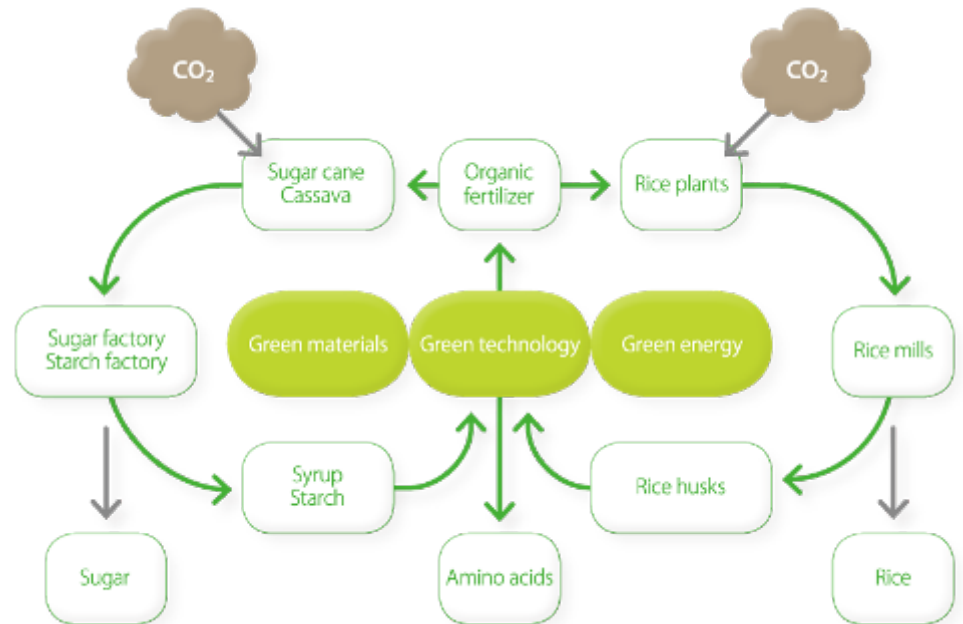 CO₂
CO₂
Sugar cane
Cassava
Organic
fertilizer
Rice plants
Sugar factory
Starch factory
Green materials
Green technology
Green energy
Rice mills
Syrup
Starch
Rice husks
Sugar
Amino acids
Rice